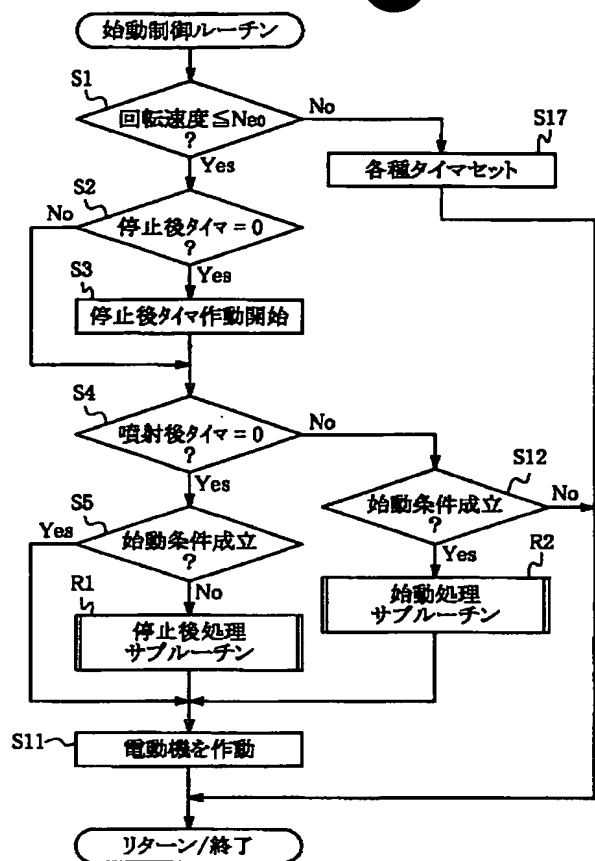 始動制御ルーチン
S1
回転速度≦Neo
?
No
Yes
S17
各種タイマセット
S2
No
停止後タイマ=0
?
Yes
S3
停止後タイマ作動開始
S4
噴射後タイマ=0
?
No
Yes
S12
始動条件成立
?
No
Yes
S5
Yes
始動条件成立
?
No
R1
停止後処理
サブルーチン
R2
始動処理
サブルーチン
S11
電動機を作動
リターン/終了